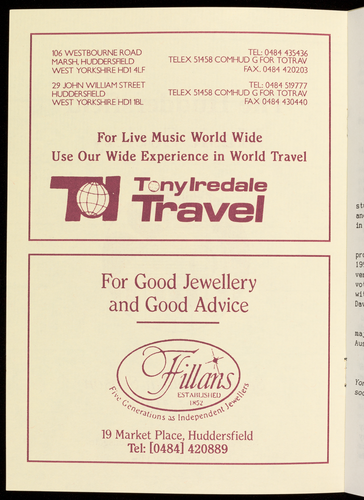 106 WESTBOURNE ROAD
MARSH, HUDDERSFIELD
WEST YORKSHIRE HD1 4LF
TEL: 0484 435436
TELEX 51458 COMHUD G FOR TOTRAV
FAX. 0484 420203
29 JOHN WILLIAM STREET
HUDDERSFIELD
WEST YORKSHIRE HD1 1BL
TEL: 0484 519777
TELEX 51458 COMHUD G FOR TOTRAV
FAX 0484 430440
For Live Music World Wide
Use Our Wide Experience in World Travel
TI
Tony Iredale
Travel
For Good Jewellery
and Good Advice
Fillans
ESTABLISHED
1852
Five Generations as Independent Jewellers
19 Market Place, Huddersfield
Tel: [0484] 420889